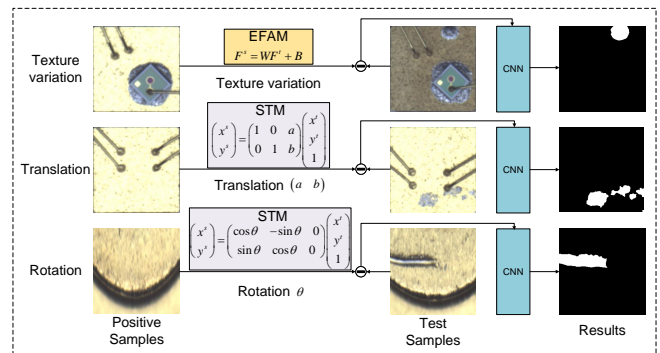 EFAM
F^s = WF^t + B
Texture
variation
Texture variation
CNN
STM
(x^s y^s) = (1 0 a 0 1 b) (x^t y^t 1)
Translation
Translation (a b)
CNN
STM
(x^s y^s) = (cosθ −sinθ 0 sinθ cosθ 0) (x^t y^t 1)
Rotation
Rotation θ
CNN
Positive
Samples
Test
Samples
Results